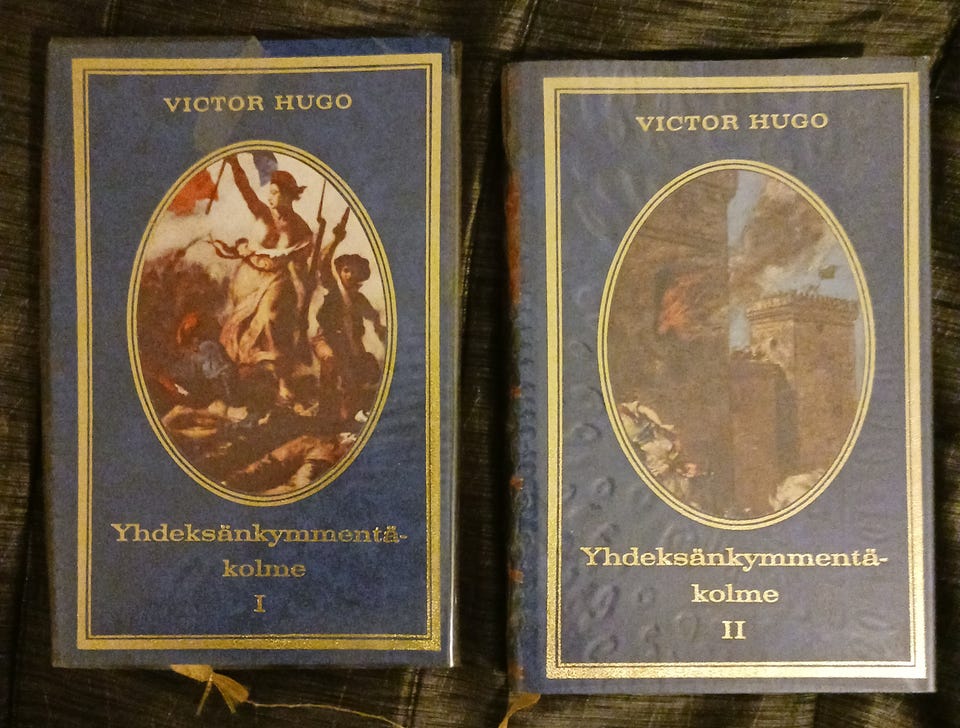 VICTOR HUGO
Yhdeksänkymmentä-
kolme
I
VICTOR HUGO
Yhdeksänkymmentä-
kolme
II